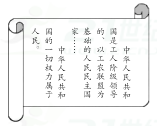 中华人民共和
国是工人阶级领导
的、以工农联盟为
基础的人民民主国
家……
中华人民共和
国的一切权力属于
人民。